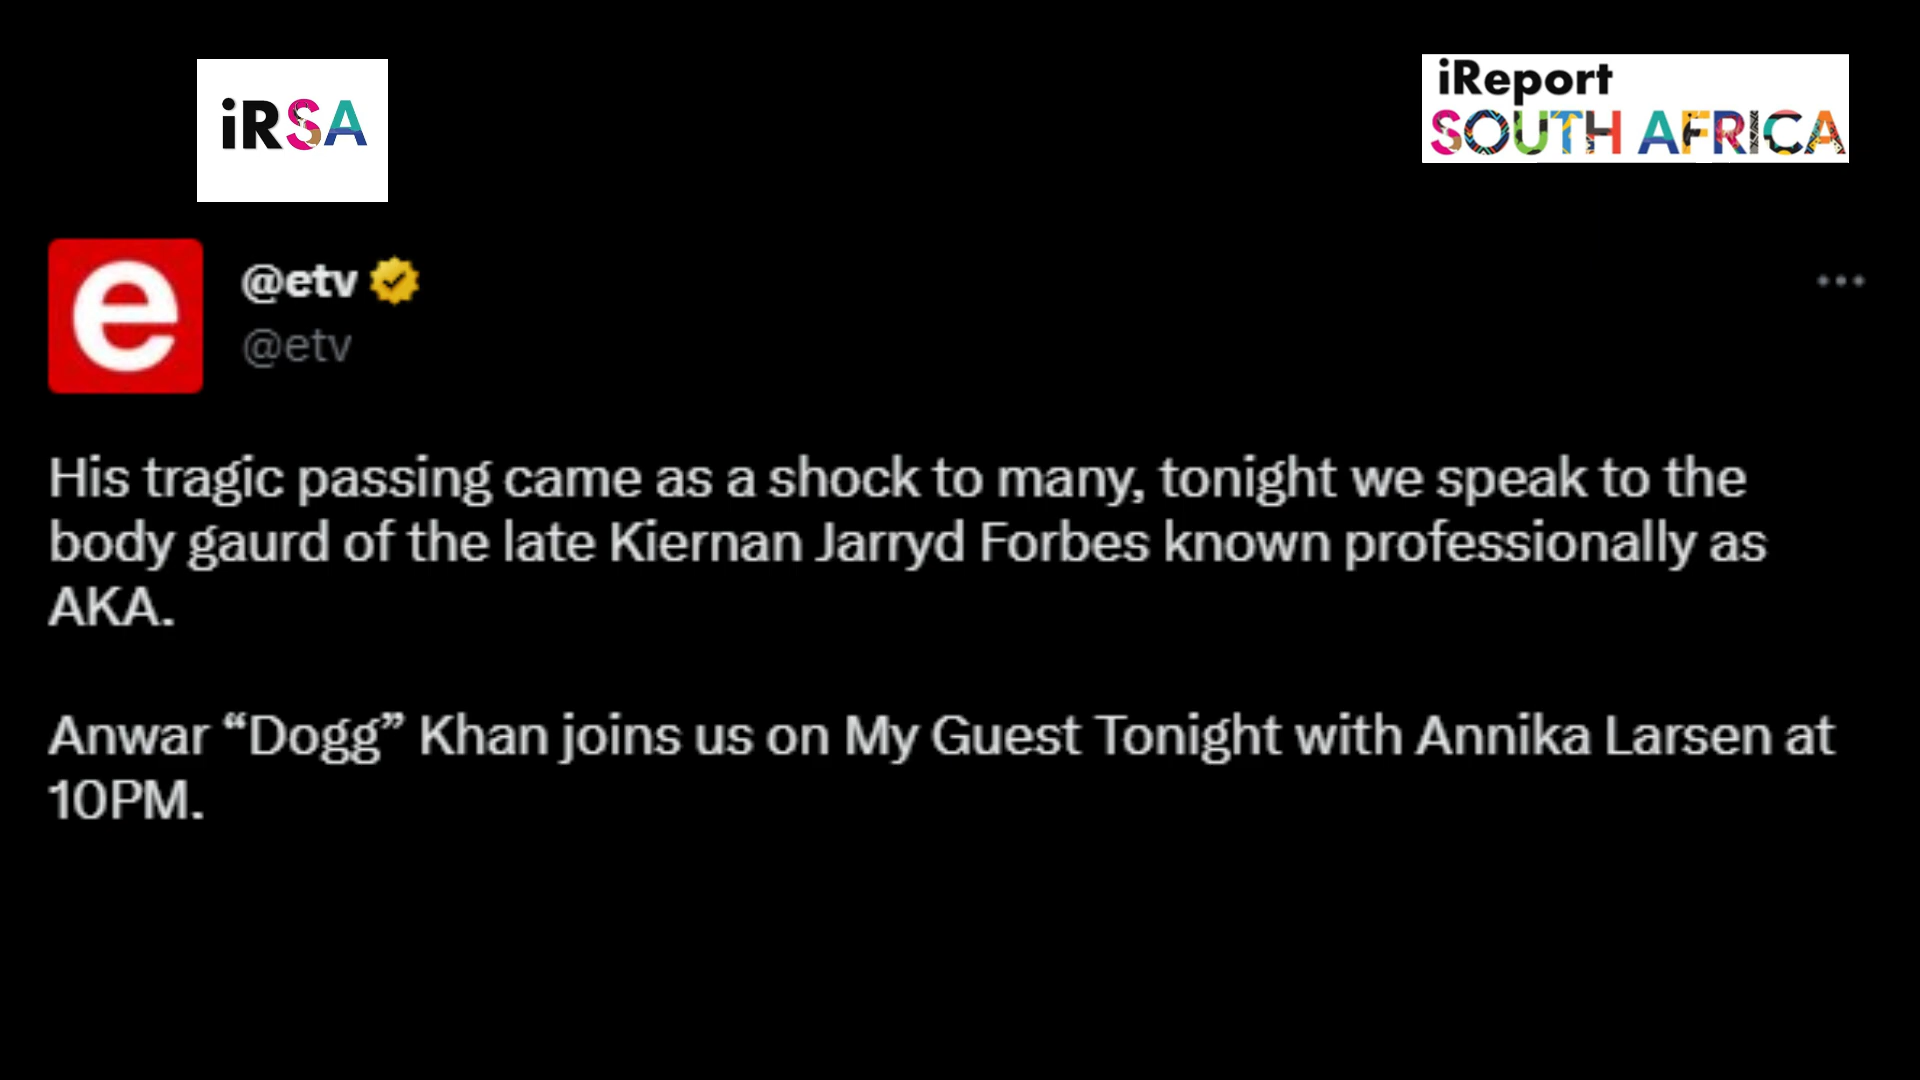 iRSA
iReport
SOUTH AFRICA
@etv
@etv
His tragic passing came as a shock to many, tonight we speak to the
body gaurd of the late Kiernan Jarryd Forbes known professionally as
AKA.
Anwar “Dogg” Khan joins us on My Guest Tonight with Annika Larsen at
10PM.